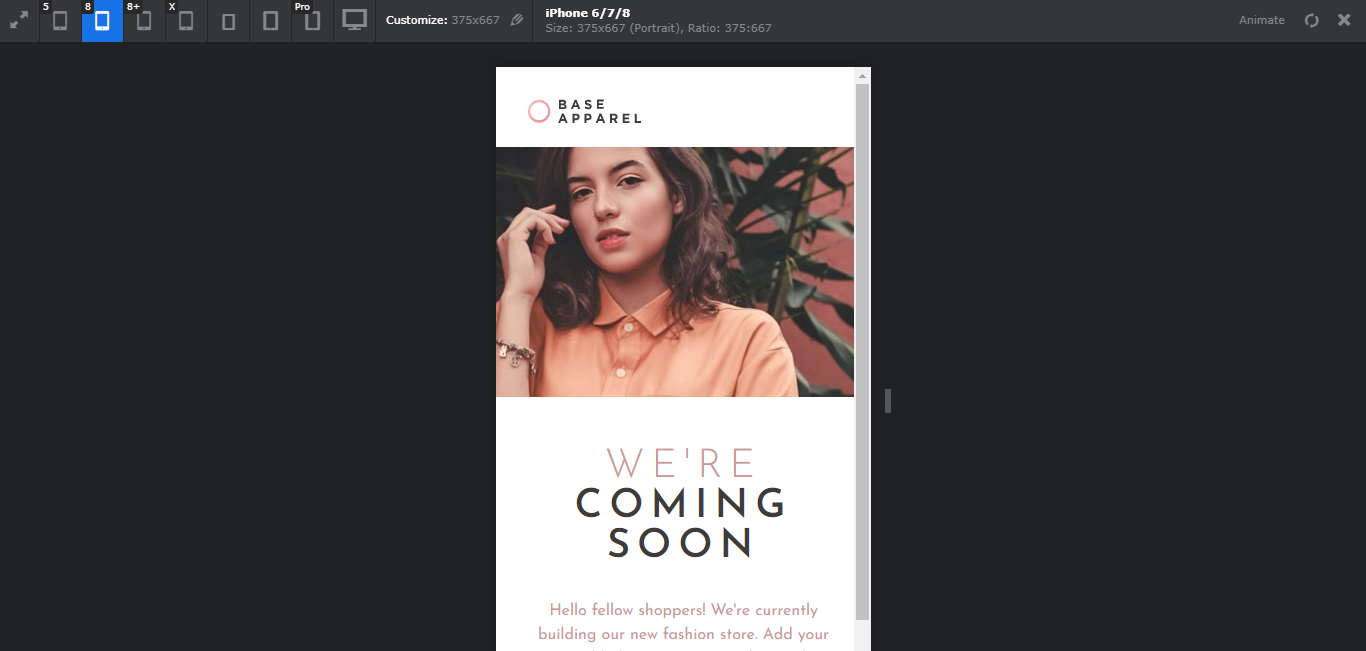 5
8
8+
X
Pro
Customize: 375x667
iPhone 6/7/8
Size: 375x667 (Portrait), Ratio: 375:667
Animate
BASE
APPAREL
WE'RE
COMING
SOON
Hello fellow shoppers! We're currently
building our new fashion store. Add your